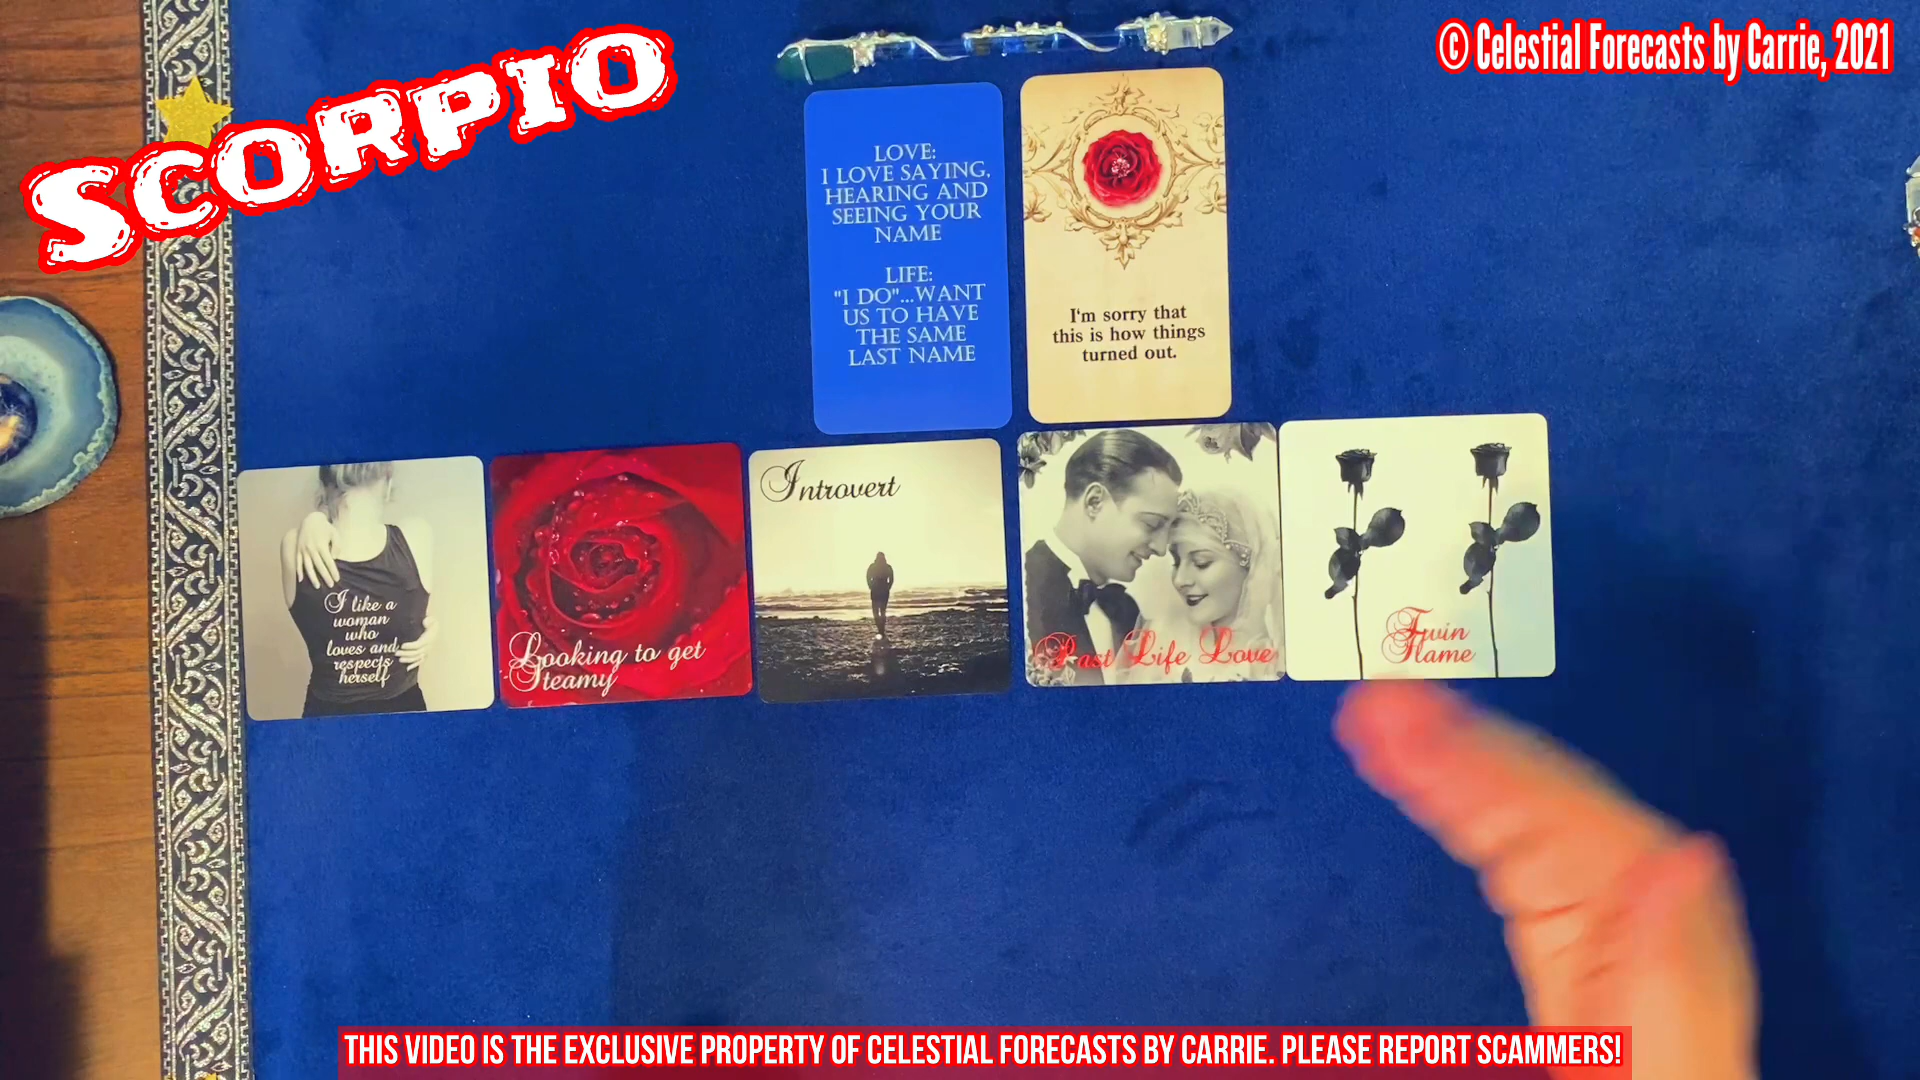 SCORPIO
© Celestial Forecasts by Carrie, 2021
LOVE:
I LOVE SAYING,
HEARING AND
SEEING YOUR
NAME
LIFE:
"I DO"...WANT
US TO HAVE
THE SAME
LAST NAME
I'm sorry that
this is how things
turned out.
I like a
woman
who
loves and
respects
herself
Looking to get
Steamy
Introvert
Past Life Love
Twin
Flame
THIS VIDEO IS THE EXCLUSIVE PROPERTY OF CELESTIAL FORECASTS BY CARRIE. PLEASE REPORT SCAMMERS!